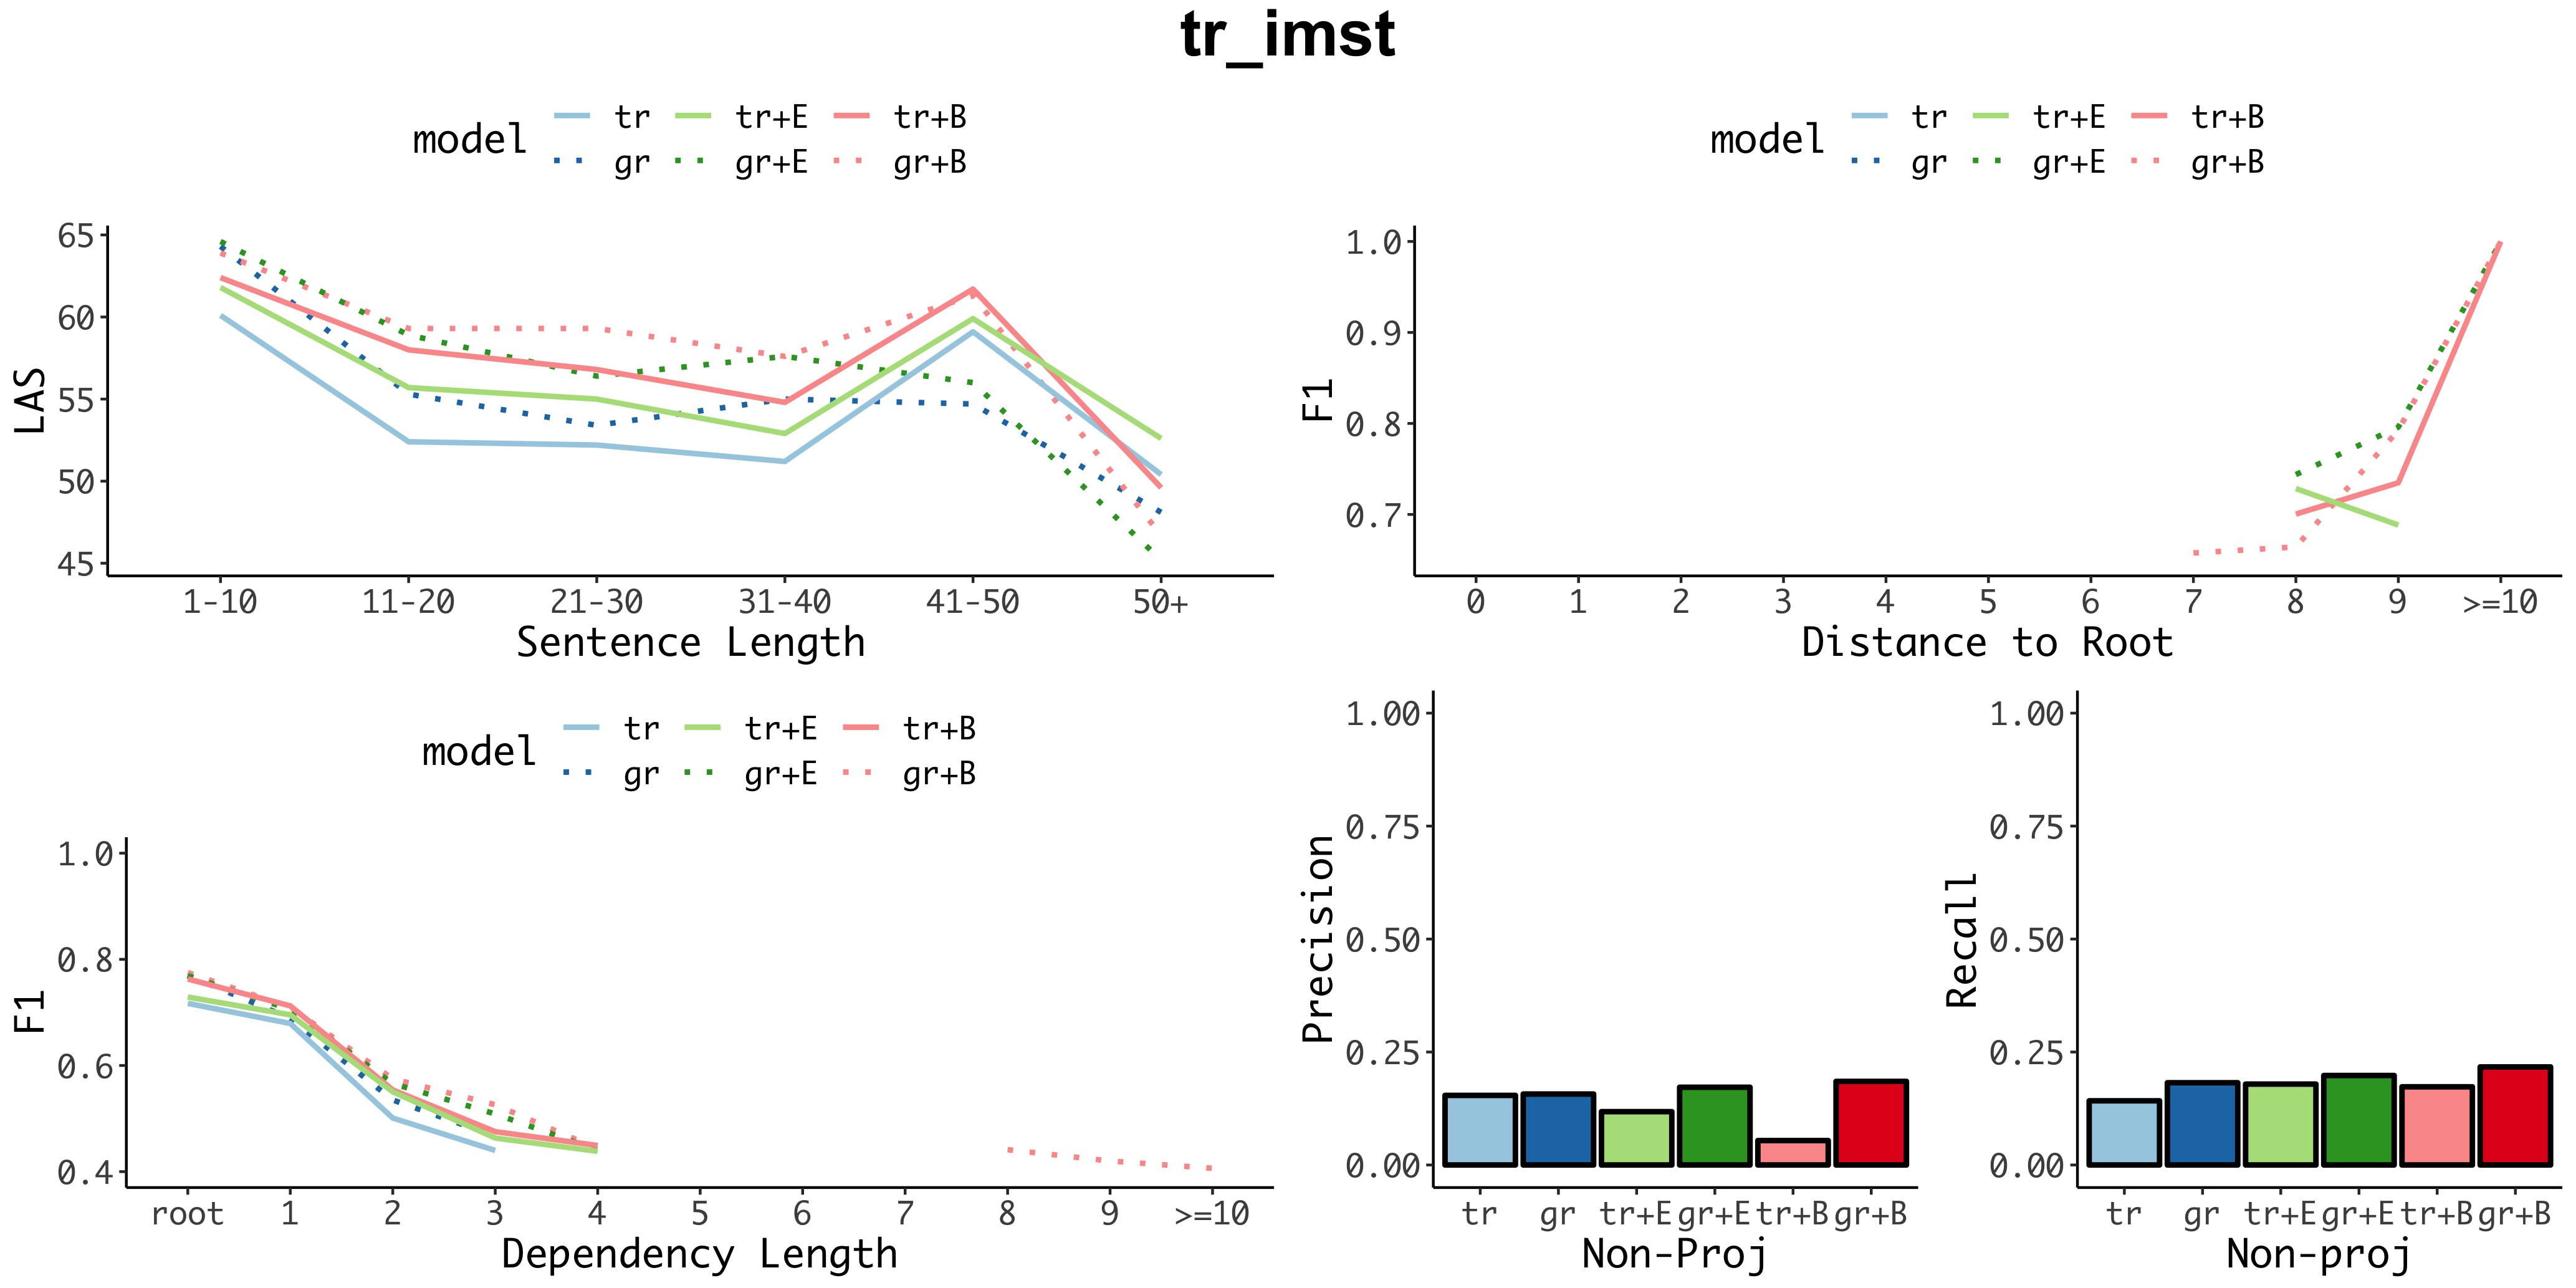 tr_imst
model tr tr+E tr+B
gr gr+E gr+B
LAS
65
60
55
50
45
1-10 11-20 21-30 31-40 41-50 50+
Sentence Length
model tr tr+E tr+B
gr gr+E gr+B
F1
1.0
0.9
0.8
0.7
0 1 2 3 4 5 6 7 8 9 >=10
Distance to Root
model tr tr+E tr+B
gr gr+E gr+B
F1
1.0
0.8
0.6
0.4
root 1 2 3 4 5 6 7 8 9 >=10
Dependency Length
Precision
1.00
0.75
0.50
0.25
0.00
tr gr tr+E gr+E tr+B gr+B
Non-Proj
Recall
1.00
0.75
0.50
0.25
0.00
tr gr tr+E gr+E tr+B gr+B
Non-proj